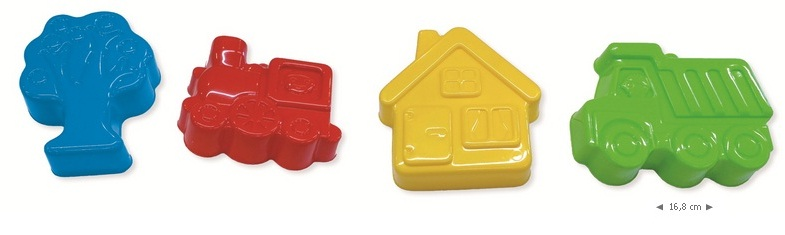 ◄ 16,8 cm ►